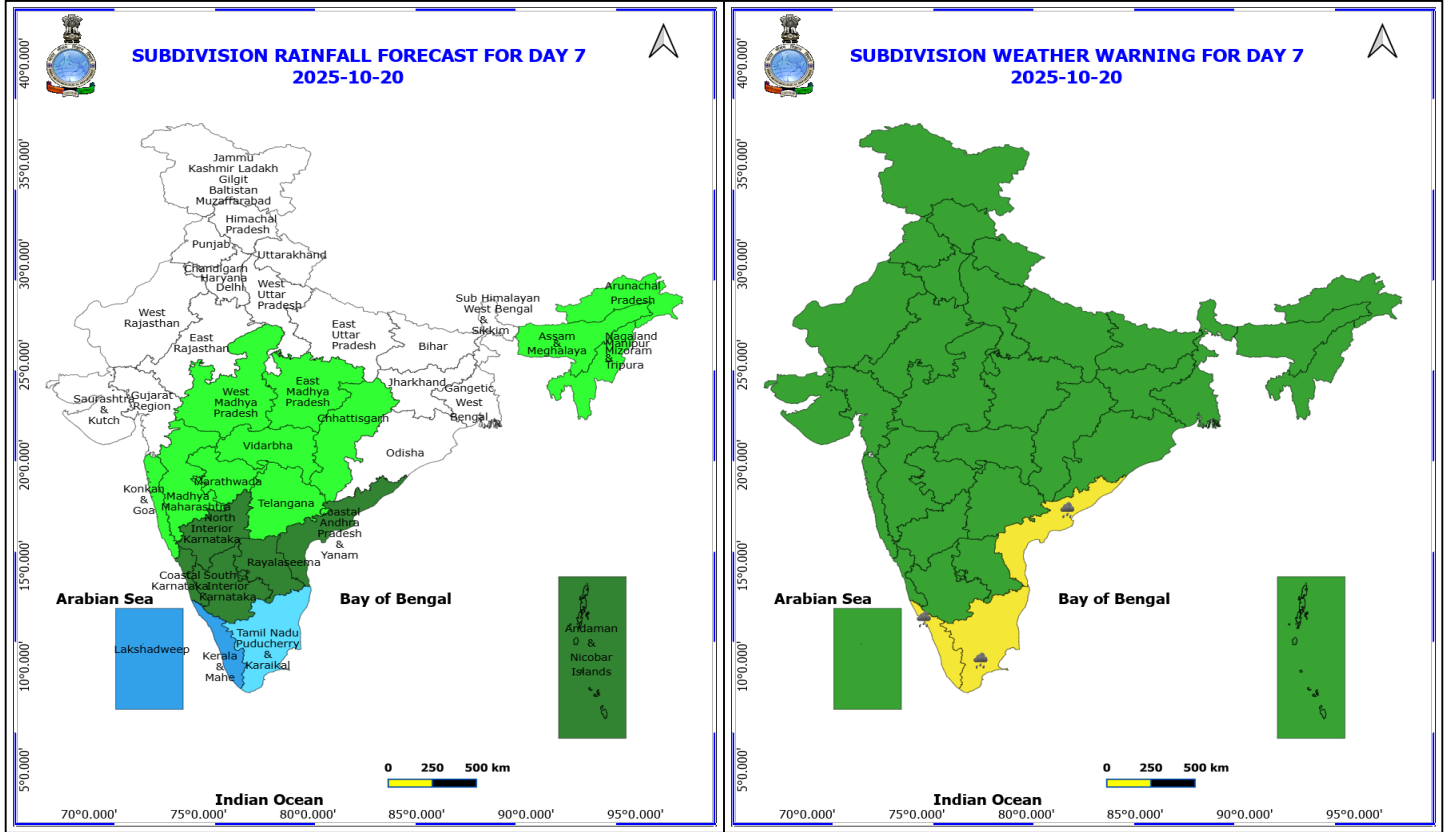 SUBDIVISION RAINFALL FORECAST FOR DAY 7
2025-10-20
40°0.000'
35°0.000'
30°0.000'
25°0.000'
20°0.000'
15°0.000'
10°0.000'
5°0.000'
Jammu
Kashmir Ladakh
Gilgit
Baltistan
Muzaffarabad
Himachal
Pradesh
Punjab
Uttarakhand
Chandigarh
Haryana
Delhi
West
Uttar
Pradesh
West
Rajasthan
East
Rajasthan
East
Uttar
Pradesh
Bihar
Sub Himalayan
West Bengal
&
Sikkim
Arunachal
Pradesh
Assam
&
Meghalaya
Nagaland
Manipur
Mizoram
&
Tripura
Jharkhand
Gangetic
West
Bengal
Saurashtra
&
Kutch
Gujarat
Region
West
Madhya
Pradesh
East
Madhya
Pradesh
Chhattisgarh
Odisha
Vidarbha
Marathwada
Konkan
&
Goa
Madhya
Maharashtra
Telangana
North
Interior
Karnataka
Coastal
Andhra
Pradesh
&
Yanam
Rayalaseema
Coastal
Karnataka
South
Interior
Karnataka
Arabian Sea
Bay of Bengal
Lakshadweep
Kerala
&
Mahe
Tamil Nadu
Puducherry
&
Karaikal
Andaman
&
Nicobar
Islands
0 250 500 km
Indian Ocean
70°0.000' 75°0.000' 80°0.000' 85°0.000' 90°0.000' 95°0.000'
SUBDIVISION WEATHER WARNING FOR DAY 7
2025-10-20
40°0.000'
35°0.000'
30°0.000'
25°0.000'
20°0.000'
15°0.000'
10°0.000'
5°0.000'
Arabian Sea
Bay of Bengal
0 250 500 km
Indian Ocean
70°0.000' 75°0.000' 80°0.000' 85°0.000' 90°0.000' 95°0.000'